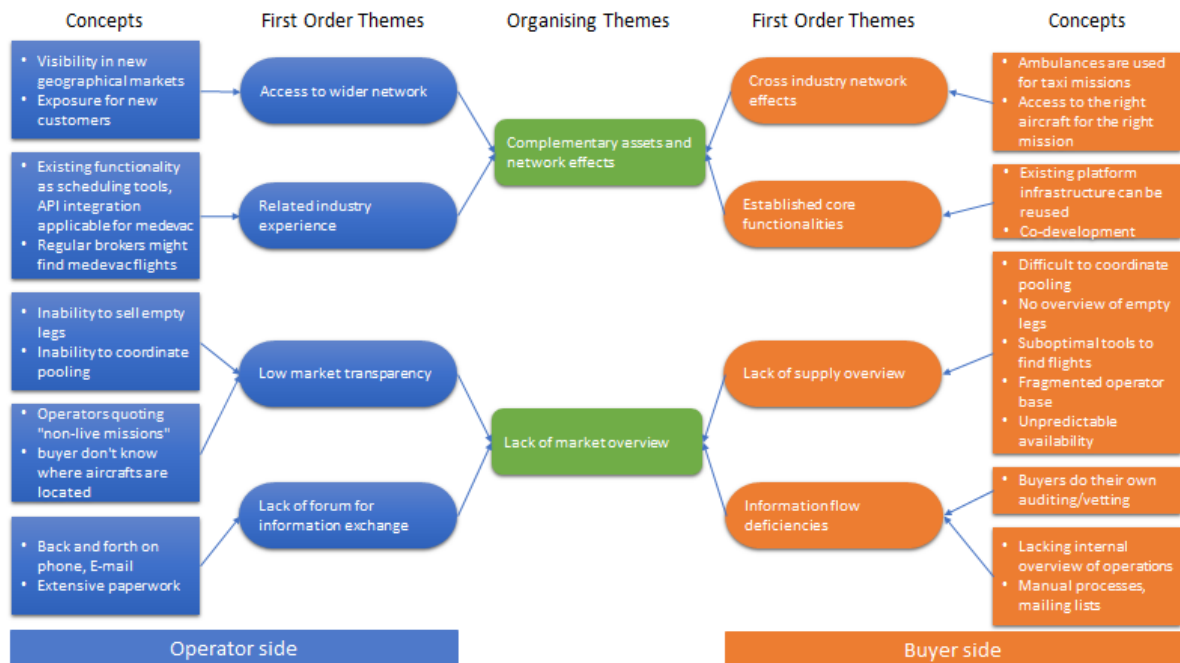 Concepts
First Order Themes
Organising Themes
First Order Themes
Concepts
• Visibility in new
geographical markets
• Exposure for new
customers
• Existing functionality
as scheduling tools,
API integration
applicable for medevac
• Regular brokers might
find medevac flights
• Inability to sell empty
legs
• Inability to coordinate
pooling
• Operators quoting
"non-live missions"
• buyer don't know
where aircrafts are
located
• Back and forth on
phone, E-mail
• Extensive paperwork
Access to wider network
Related industry
experience
Low market transparency
Lack of forum for
information exchange
Complementary assets and
network effects
Lack of market overview
Cross industry network
effects
Established core
functionalities
Lack of supply overview
Information flow
deficiencies
• Ambulances are used
for taxi missions
• Access to the right
aircraft for the right
mission
• Existing platform
infrastructure can be
reused
• Co-development
• Difficult to coordinate
pooling
• No overview of empty
legs
• Suboptimal tools to
find flights
• Fragmented operator
base
• Unpredictable
availability
• Buyers do their own
auditing/vetting
• Lacking internal
overview of operations
• Manual processes,
mailing lists
Operator side
Buyer side